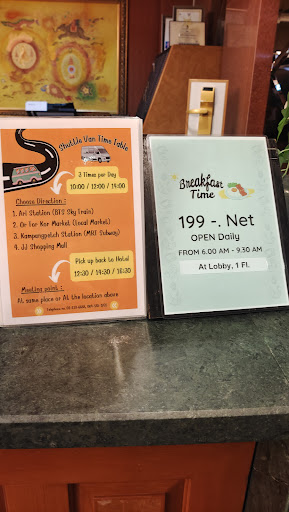 Shuttle Van Time Table
3 Times per Day
10:00 / 12:00 / 14:00
Choose Direction :
1. Ari Station (BTS Sky Train)
2. Or Tor Kor Market (Local Market)
3. Kampengpetch Station (MRT Subway)
4. JJ Shopping Mall
Pick up back to Hotel
12:30 / 14:30 / 16:30
Meeting point :
At same place or At the location above
Breakfast
Time
199 -. Net
OPEN Daily
FROM 6.00 AM - 9.30 AM
At Lobby, 1 Fl.